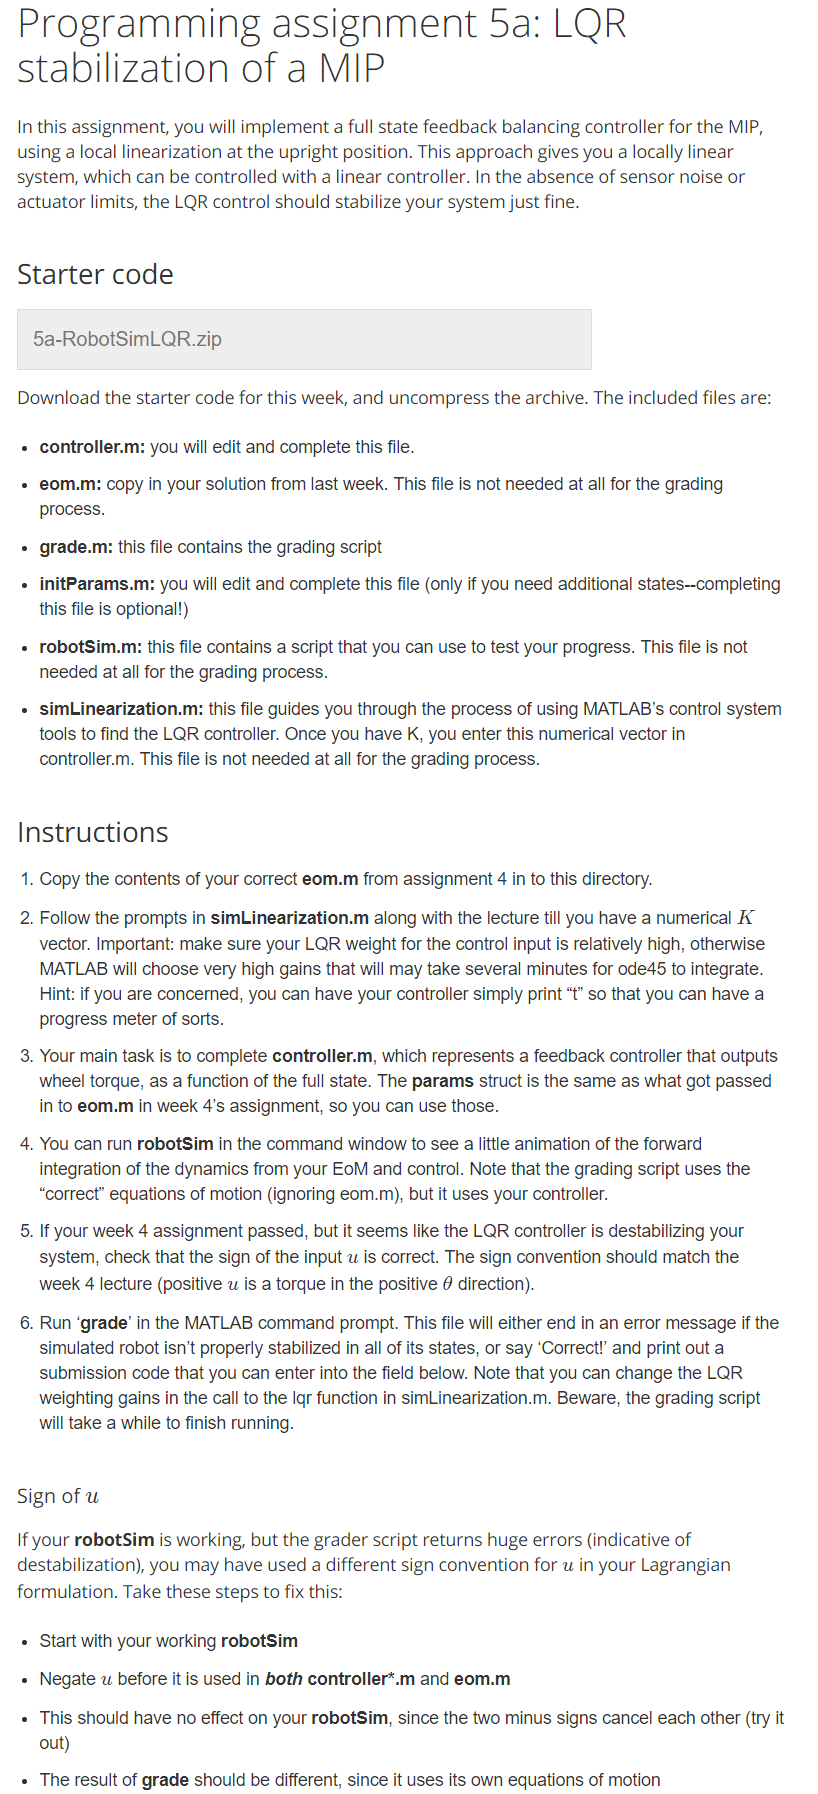 Programming assignment 5a: LQR
stabilization of a MIP
In this assignment, you will implement a full state feedback balancing controller for the MIP,
using a local linearization at the upright position. This approach gives you a locally linear
system, which can be controlled with a linear controller. In the absence of sensor noise or
actuator limits, the LQR control should stabilize your system just fine.
Starter code
5a-RobotSimLQR.zip
Download the starter code for this week, and uncompress the archive. The included files are:
• controller.m: you will edit and complete this file.
• eom.m: copy in your solution from last week. This file is not needed at all for the grading
process.
• grade.m: this file contains the grading script
• initParams.m: you will edit and complete this file (only if you need additional states--completing
this file is optional!)
• robotSim.m: this file contains a script that you can use to test your progress. This file is not
needed at all for the grading process.
• simLinearization.m: this file guides you through the process of using MATLAB’s control system
tools to find the LQR controller. Once you have K, you enter this numerical vector in
controller.m. This file is not needed at all for the grading process.
Instructions
1. Copy the contents of your correct eom.m from assignment 4 in to this directory.
2. Follow the prompts in simLinearization.m along with the lecture till you have a numerical K
vector. Important: make sure your LQR weight for the control input is relatively high, otherwise
MATLAB will choose very high gains that will may take several minutes for ode45 to integrate.
Hint: if you are concerned, you can have your controller simply print “t” so that you can have a
progress meter of sorts.
3. Your main task is to complete controller.m, which represents a feedback controller that outputs
wheel torque, as a function of the full state. The params struct is the same as what got passed
in to eom.m in week 4’s assignment, so you can use those.
4. You can run robotSim in the command window to see a little animation of the forward
integration of the dynamics from your EoM and control. Note that the grading script uses the
“correct” equations of motion (ignoring eom.m), but it uses your controller.
5. If your week 4 assignment passed, but it seems like the LQR controller is destabilizing your
system, check that the sign of the input u is correct. The sign convention should match the
week 4 lecture (positive u is a torque in the positive θ direction).
6. Run ‘grade’ in the MATLAB command prompt. This file will either end in an error message if the
simulated robot isn’t properly stabilized in all of its states, or say ‘Correct!’ and print out a
submission code that you can enter into the field below. Note that you can change the LQR
weighting gains in the call to the lqr function in simLinearization.m. Beware, the grading script
will take a while to finish running.
Sign of u
If your robotSim is working, but the grader script returns huge errors (indicative of
destabilization), you may have used a different sign convention for u in your Lagrangian
formulation. Take these steps to fix this:
• Start with your working robotSim
• Negate u before it is used in both controller*.m and eom.m
• This should have no effect on your robotSim, since the two minus signs cancel each other (try it
out)
• The result of grade should be different, since it uses its own equations of motion